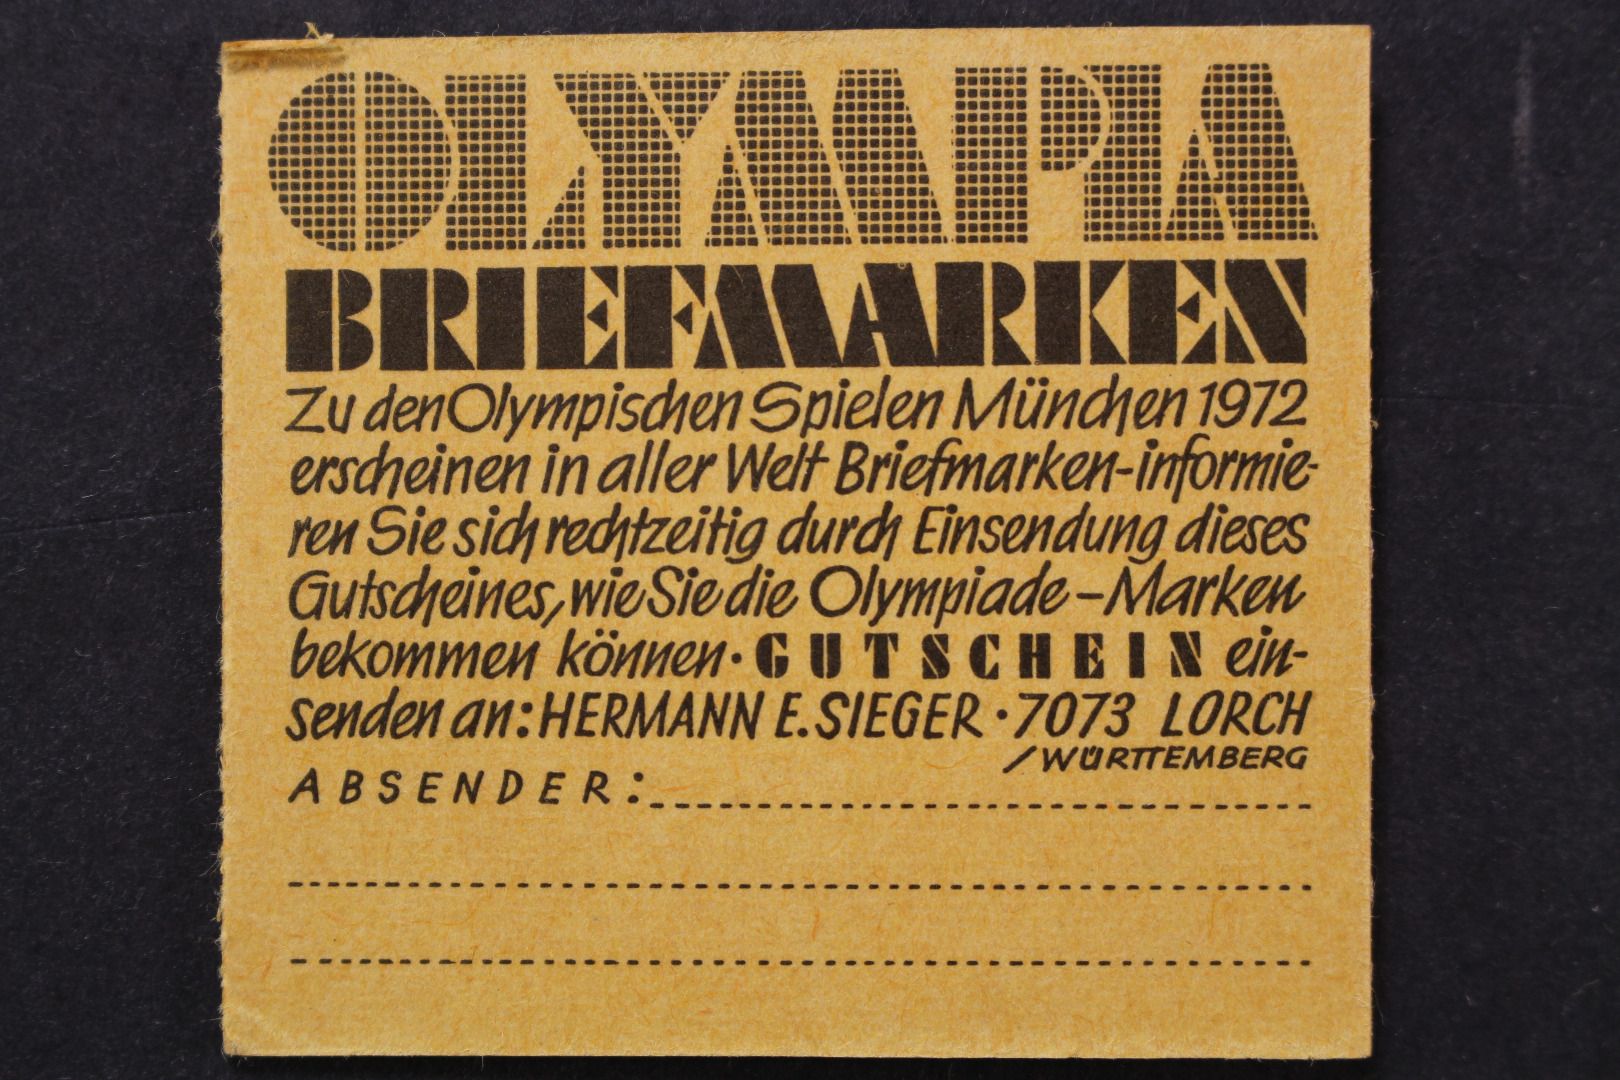 OLYMPIA
BRIEFMARKEN
Zu den Olympischen Spielen München 1972
erscheinen in aller Welt Briefmarken-informie-
ren Sie sich rechtzeitig durch Einsendung dieses
Gutscheines, wie Sie die Olympiade-Marken
bekommen können · GUTSCHEIN ein-
senden an: HERMANN E. SIEGER · 7073 LORCH
/WÜRTTEMBERG
ABSENDER: